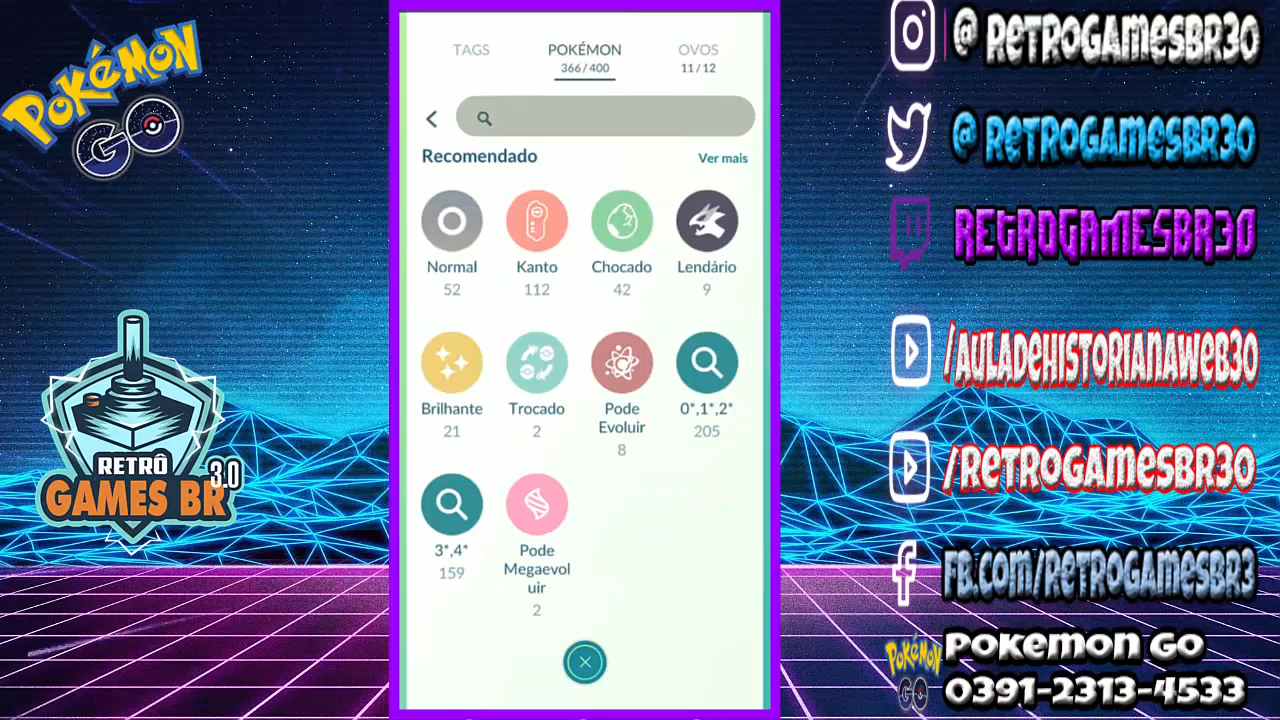 Pokémon
GO
RETRÔ
GAMES BR
3.0
TAGS
POKÉMON
366/400
OVOS
11/12
Recomendado
Ver mais
Normal
52
Kanto
112
Chocado
42
Lendário
9
Brilhante
21
Trocado
2
Pode
Evoluir
8
0*,1*,2*
205
3*,4*
159
Pode
Megaevol
uir
2
@RETROGAMESBR30
@RETROGAMESBR30
RETROGAMESBR30
/AULADEHISTORIANAWEB30
/RETROGAMESBR30
FB.COM/RETROGAMESBR3
Pokémon
GO
POKEMON GO
0391-2313-4533